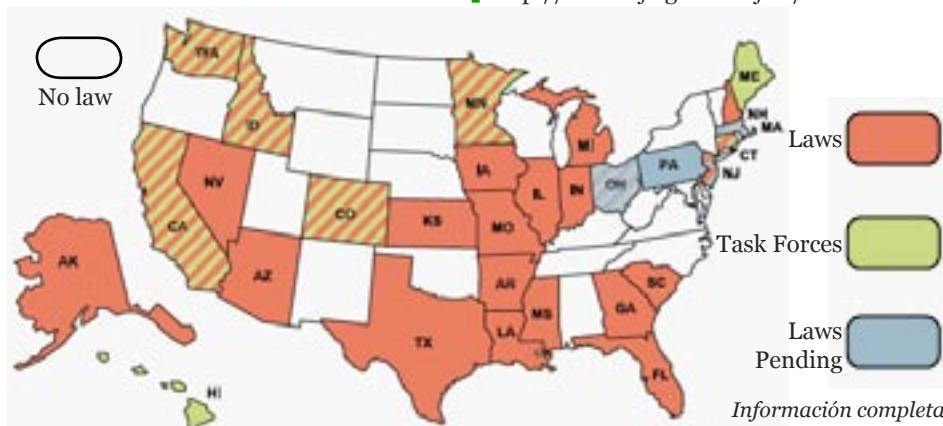 No law
WA
ID
MN
ME
NH
MA
CT
NJ
MI
PA
OH
IA
IL
IN
NV
CA
CO
KS
MO
AK
AZ
AR
SC
MS
GA
TX
LA
FL
HI
Laws
Task Forces
Laws
Pending
Información completa